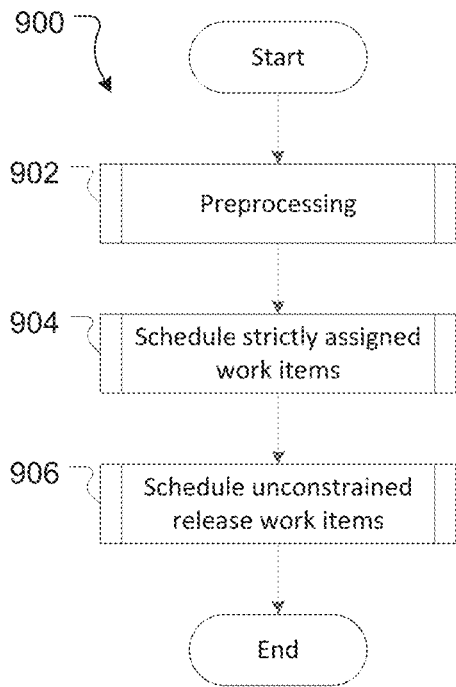 900
Start
902
Preprocessing
904
Schedule strictly assigned
work items
906
Schedule unconstrained
release work items
End